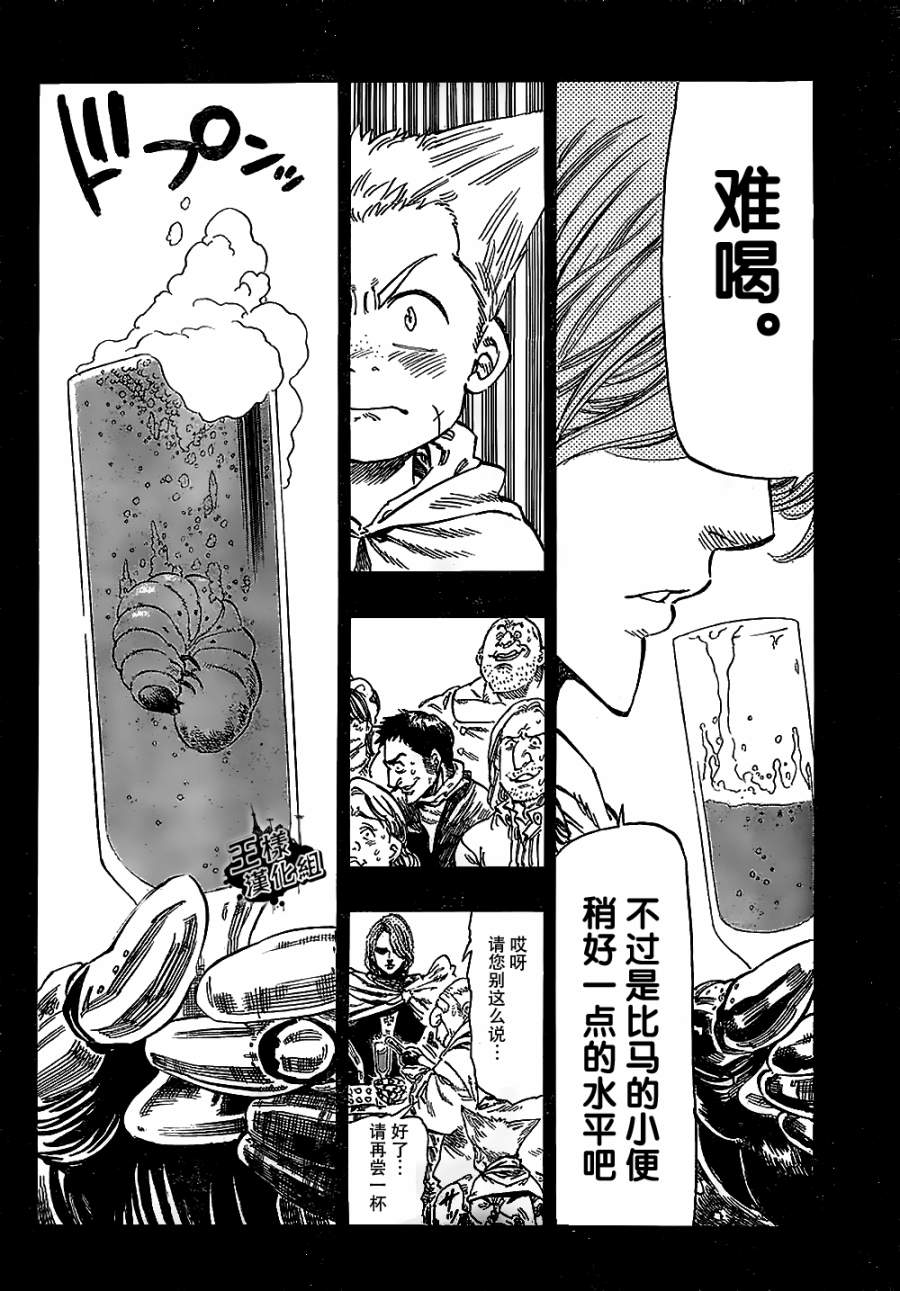 难喝。
不过是比马的小便
稍好一点的水平吧
哎呀
请您别这么说…
好了…
请再尝一杯
ザ
ドプンッ
王様
漢化組